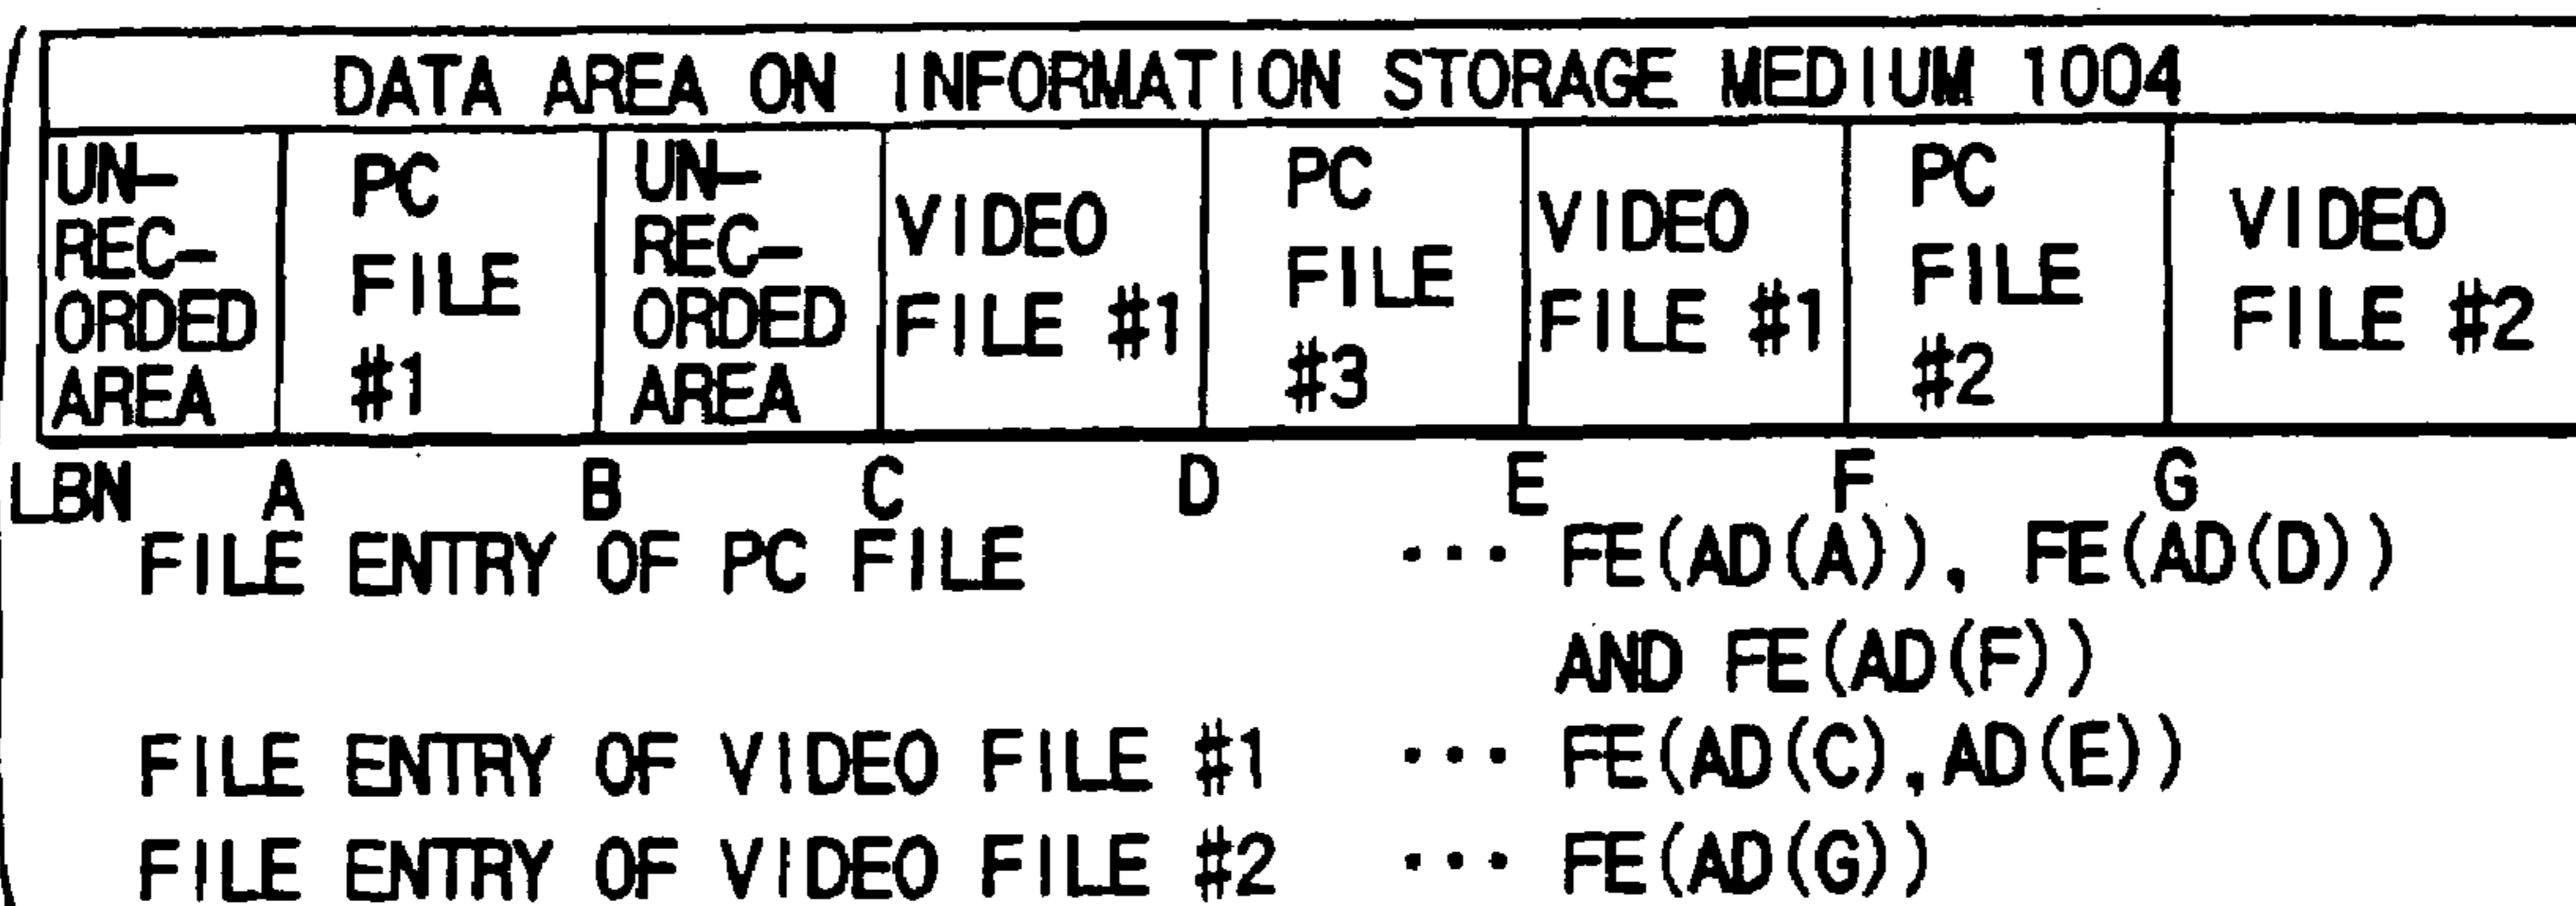 DATA AREA ON INFORMATION STORAGE MEDIUM 1004
UN-
REC-
ORDED
AREA
PC
FILE
#1
UN-
REC-
ORDED
AREA
VIDEO
FILE #1
PC
FILE
#3
VIDEO
FILE #1
PC
FILE
#2
VIDEO
FILE #2
LBN A B C D E F G
FILE ENTRY OF PC FILE ··· FE(AD(A)), FE(AD(D))
AND FE(AD(F))
FILE ENTRY OF VIDEO FILE #1 ··· FE(AD(C),AD(E))
FILE ENTRY OF VIDEO FILE #2 ··· FE(AD(G))